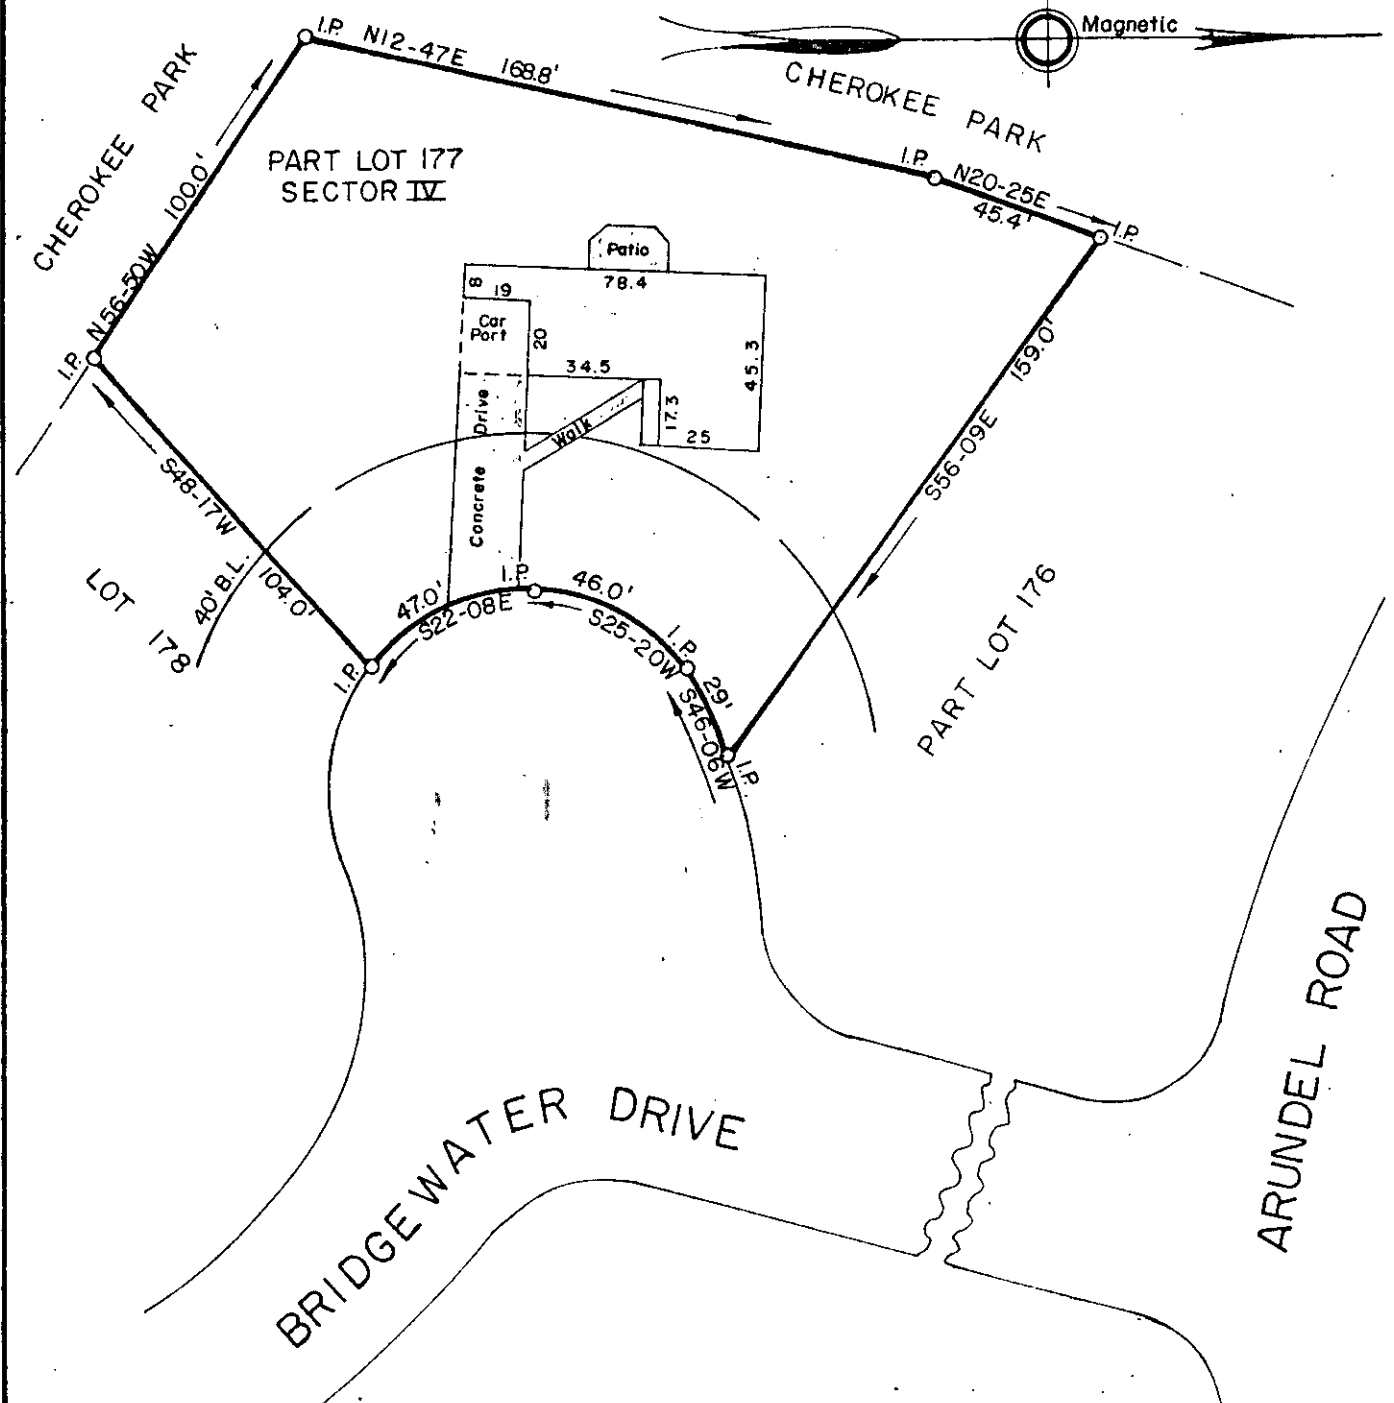 Magnetic
I.P.
N12-47E 168.8'
CHEROKEE PARK
CHEROKEE PARK
100.0'
N56-50W
PART LOT 177
SECTOR IV
I.P.
N20-25E
45.4'
I.P.
Patio
78.4
8
19
Car
Port
20
34.5
45.3
17.3
25
Walk
Concrete Drive
159.0'
S56-09E
I.P.
S48-17W
104.0'
40' B.L.
LOT 178
I.P.
47.0'
S22-08E
I.P.
46.0'
S25-20W
I.P.
29'
S46-06W
I.P.
PART LOT 176
BRIDGEWATER DRIVE
ARUNDEL ROAD